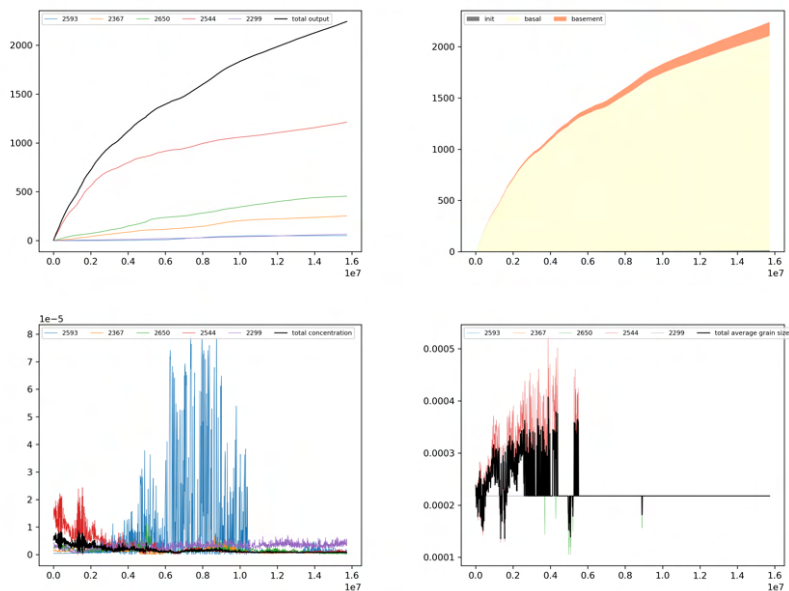 2593 2367 2650 2544 2299 total output
2000
1500
1000
500
0
0.0 0.2 0.4 0.6 0.8 1.0 1.2 1.4 1.6
1e7
init basal basement
2000
1500
1000
500
0
0.0 0.2 0.4 0.6 0.8 1.0 1.2 1.4 1.6
1e7
1e−5
2593 2367 2650 2544 2299 total concentration
8
7
6
5
4
3
2
1
0
0.0 0.2 0.4 0.6 0.8 1.0 1.2 1.4 1.6
1e7
2593 2367 2650 2544 2299 total average grain size
0.0005
0.0004
0.0003
0.0002
0.0001
0.0 0.2 0.4 0.6 0.8 1.0 1.2 1.4 1.6
1e7